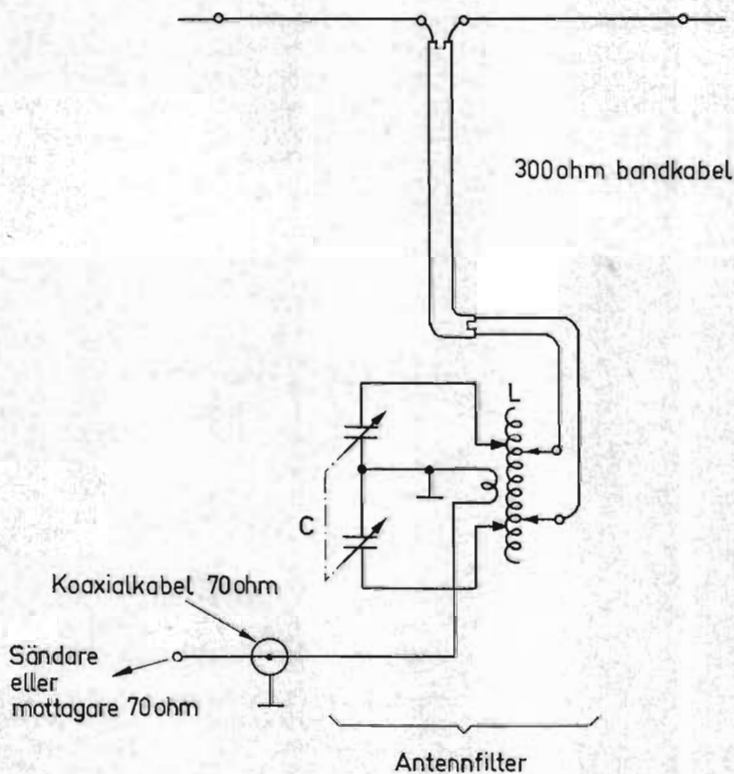 300ohm bandkabel
L
C
Koaxialkabel 70ohm
Sändare
eller
mottagare 70ohm
Antennfilter